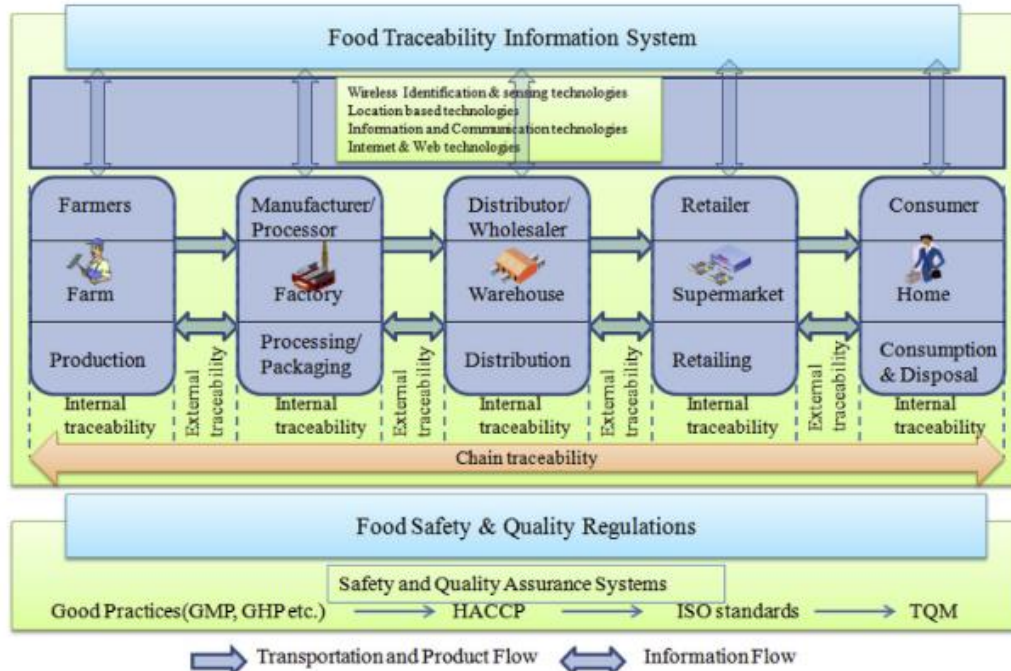 Food Traceability Information System
Wireless Identification & sensing technologies
Location based technologies
Information and Communication technologies
Internet & Web technologies
Farmers
Farm
Production
Manufacturer/
Processor
Factory
Processing/
Packaging
Distributor/
Wholesaler
Warehouse
Distribution
Retailer
Supermarket
Retailing
Consumer
Home
Consumption
& Disposal
Internal
traceability
External
traceability
Internal
traceability
External
traceability
Internal
traceability
External
traceability
Internal
traceability
External
traceability
Internal
traceability
Chain traceability
Food Safety & Quality Regulations
Safety and Quality Assurance Systems
Good Practices(GMP, GHP etc.) HACCP ISO standards TQM
Transportation and Product Flow Information Flow